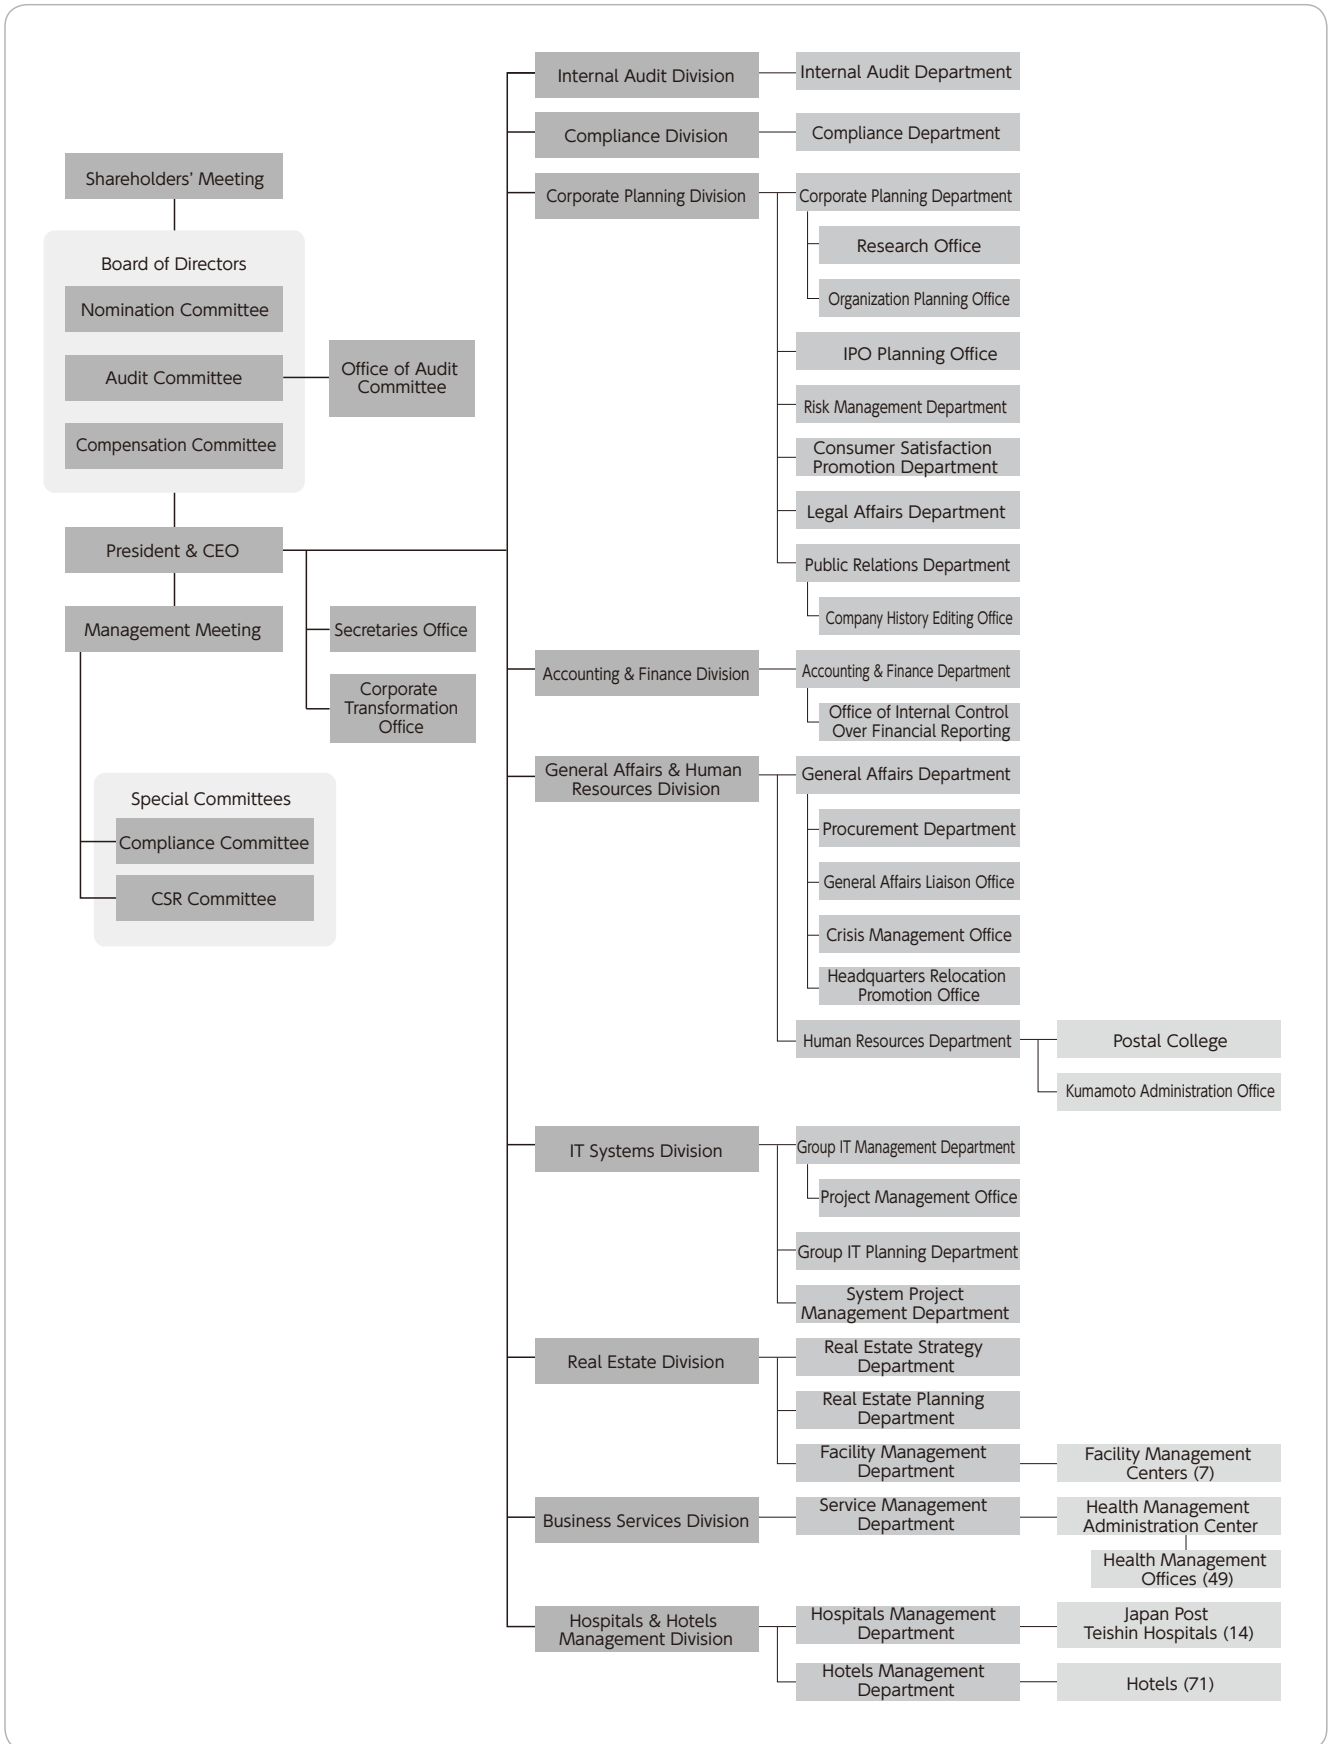 Shareholders’ Meeting
Board of Directors
Nomination Committee
Audit Committee
Compensation Committee
Office of Audit
Committee
President & CEO
Management Meeting
Secretaries Office
Corporate
Transformation
Office
Special Committees
Compliance Committee
CSR Committee
Internal Audit Division
Internal Audit Department
Compliance Division
Compliance Department
Corporate Planning Division
Corporate Planning Department
Research Office
Organization Planning Office
IPO Planning Office
Risk Management Department
Consumer Satisfaction
Promotion Department
Legal Affairs Department
Public Relations Department
Company History Editing Office
Accounting & Finance Division
Accounting & Finance Department
Office of Internal Control
Over Financial Reporting
General Affairs & Human
Resources Division
General Affairs Department
Procurement Department
General Affairs Liaison Office
Crisis Management Office
Headquarters Relocation
Promotion Office
Human Resources Department
Postal College
Kumamoto Administration Office
IT Systems Division
Group IT Management Department
Project Management Office
Group IT Planning Department
System Project
Management Department
Real Estate Division
Real Estate Strategy
Department
Real Estate Planning
Department
Facility Management
Department
Facility Management
Centers (7)
Business Services Division
Service Management
Department
Health Management
Administration Center
Health Management
Offices (49)
Hospitals & Hotels
Management Division
Hospitals Management
Department
Japan Post
Teishin Hospitals (14)
Hotels Management
Department
Hotels (71)